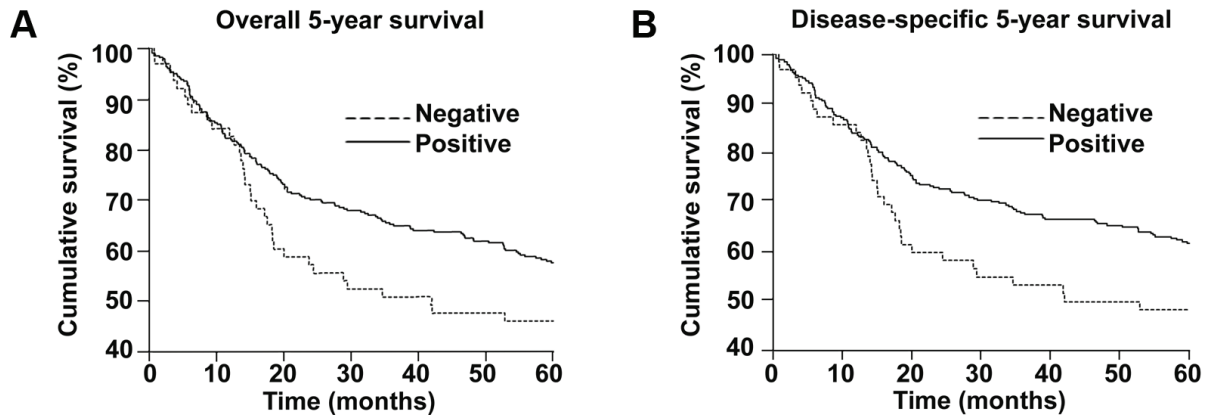 A
Overall 5-year survival
Cumulative survival (%)
100
90
80
70
60
50
40
Negative
Positive
0 10 20 30 40 50 60
Time (months)
B
Disease-specific 5-year survival
Cumulative survival (%)
100
90
80
70
60
50
40
Negative
Positive
0 10 20 30 40 50 60
Time (months)